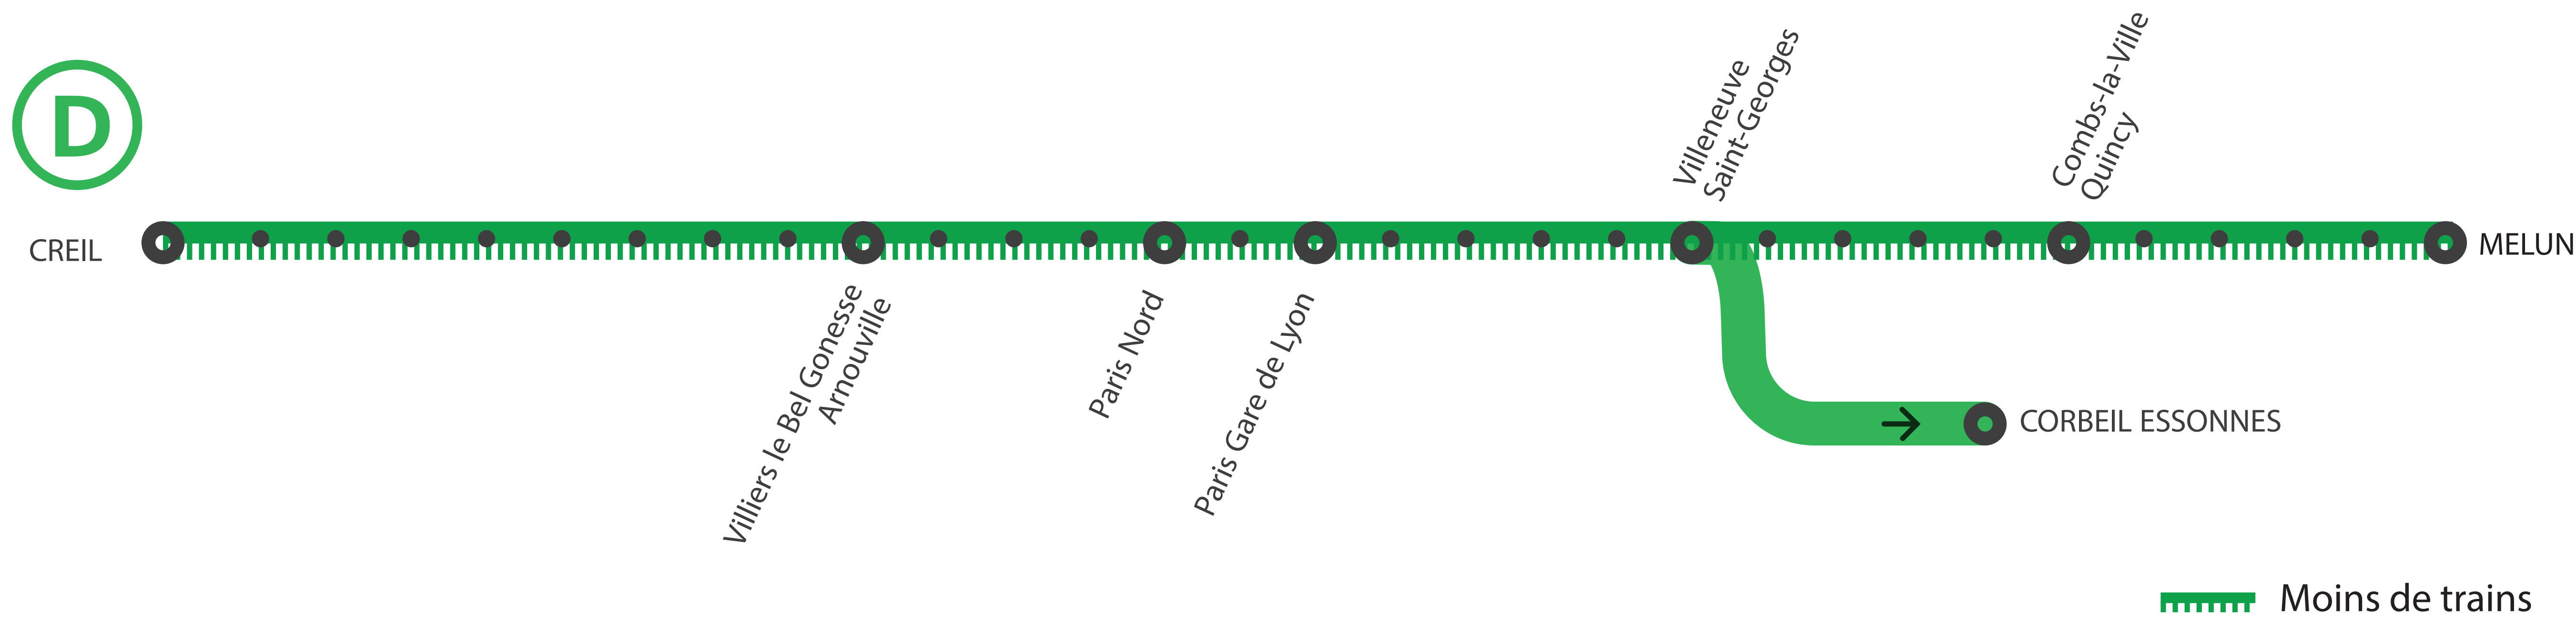 D
CREIL
Villiers le Bel Gonesse
Arnouville
Paris Nord
Paris Gare de Lyon
Villeneuve
Saint-Georges
Combs-la-Ville
Quincy
MELUN
CORBEIL ESSONNES
Moins de trains